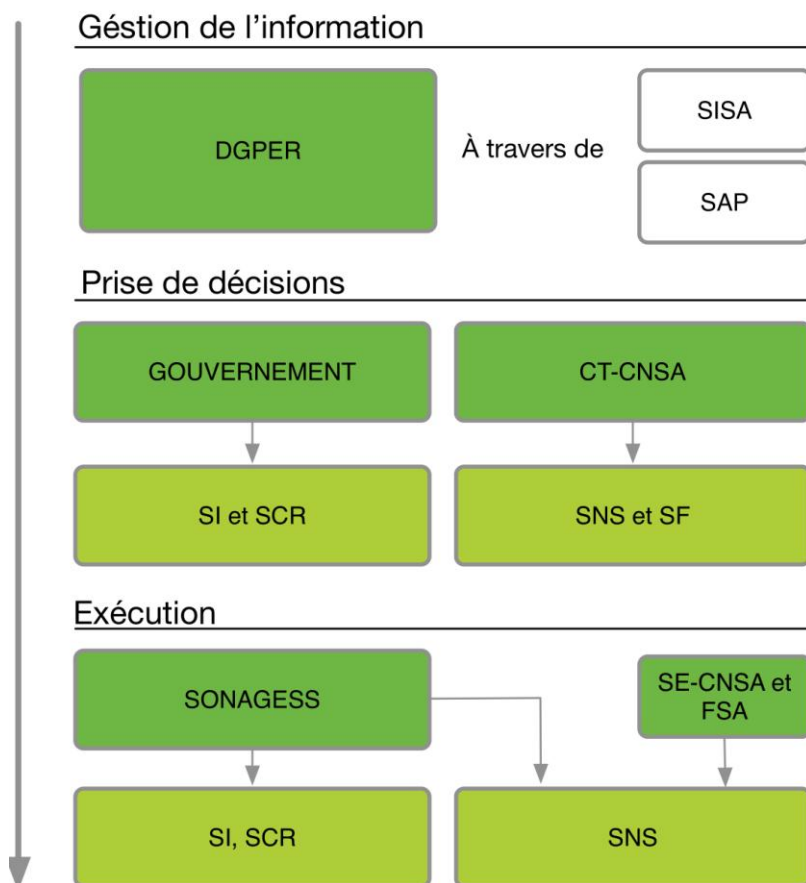 Géstion de l’information
DGPER
À travers de
SISA
SAP
Prise de décisions
GOUVERNEMENT
CT-CNSA
SI et SCR
SNS et SF
Exécution
SONAGESS
SE-CNSA et
FSA
SI, SCR
SNS